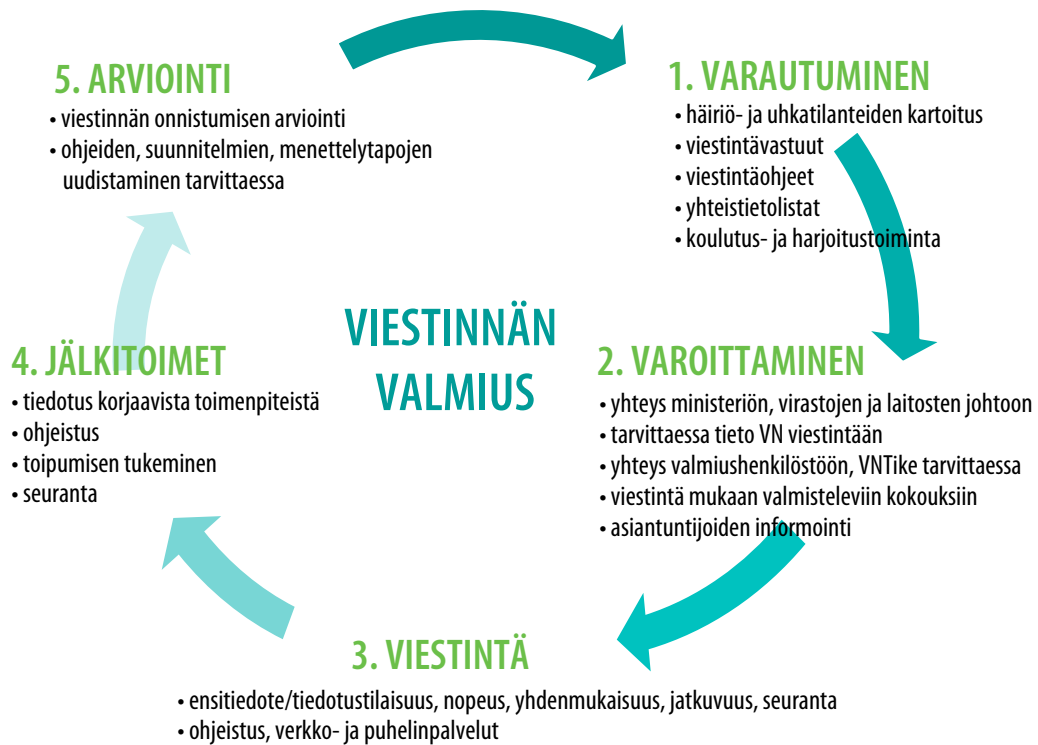 1. VARAUTUMINEN
• häiriö- ja uhkatilanteiden kartoitus
• viestintävastuut
• viestintäohjeet
• yhteistietolistat
• koulutus- ja harjoitustoiminta
2. VAROITTAMINEN
• yhteys ministeriön, virastojen ja laitosten johtoon
• tarvittaessa tieto VN viestintään
• yhteys valmiushenkilöstöön, VNTike tarvittaessa
• viestintä mukaan valmisteleviin kokouksiin
• asiantuntijoiden informointi
3. VIESTINTÄ
• ensitiedote/tiedotustilaisuus, nopeus, yhdenmukaisuus, jatkuvuus, seuranta
• ohjeistus, verkko- ja puhelinpalvelut
4. JÄLKITOIMET
• tiedotus korjaavista toimenpiteistä
• ohjeistus
• toipumisen tukeminen
• seuranta
5. ARVIOINTI
• viestinnän onnistumisen arviointi
• ohjeiden, suunnitelmien, menettelytapojen
uudistaminen tarvittaessa
VIESTINNÄN
VALMIUS